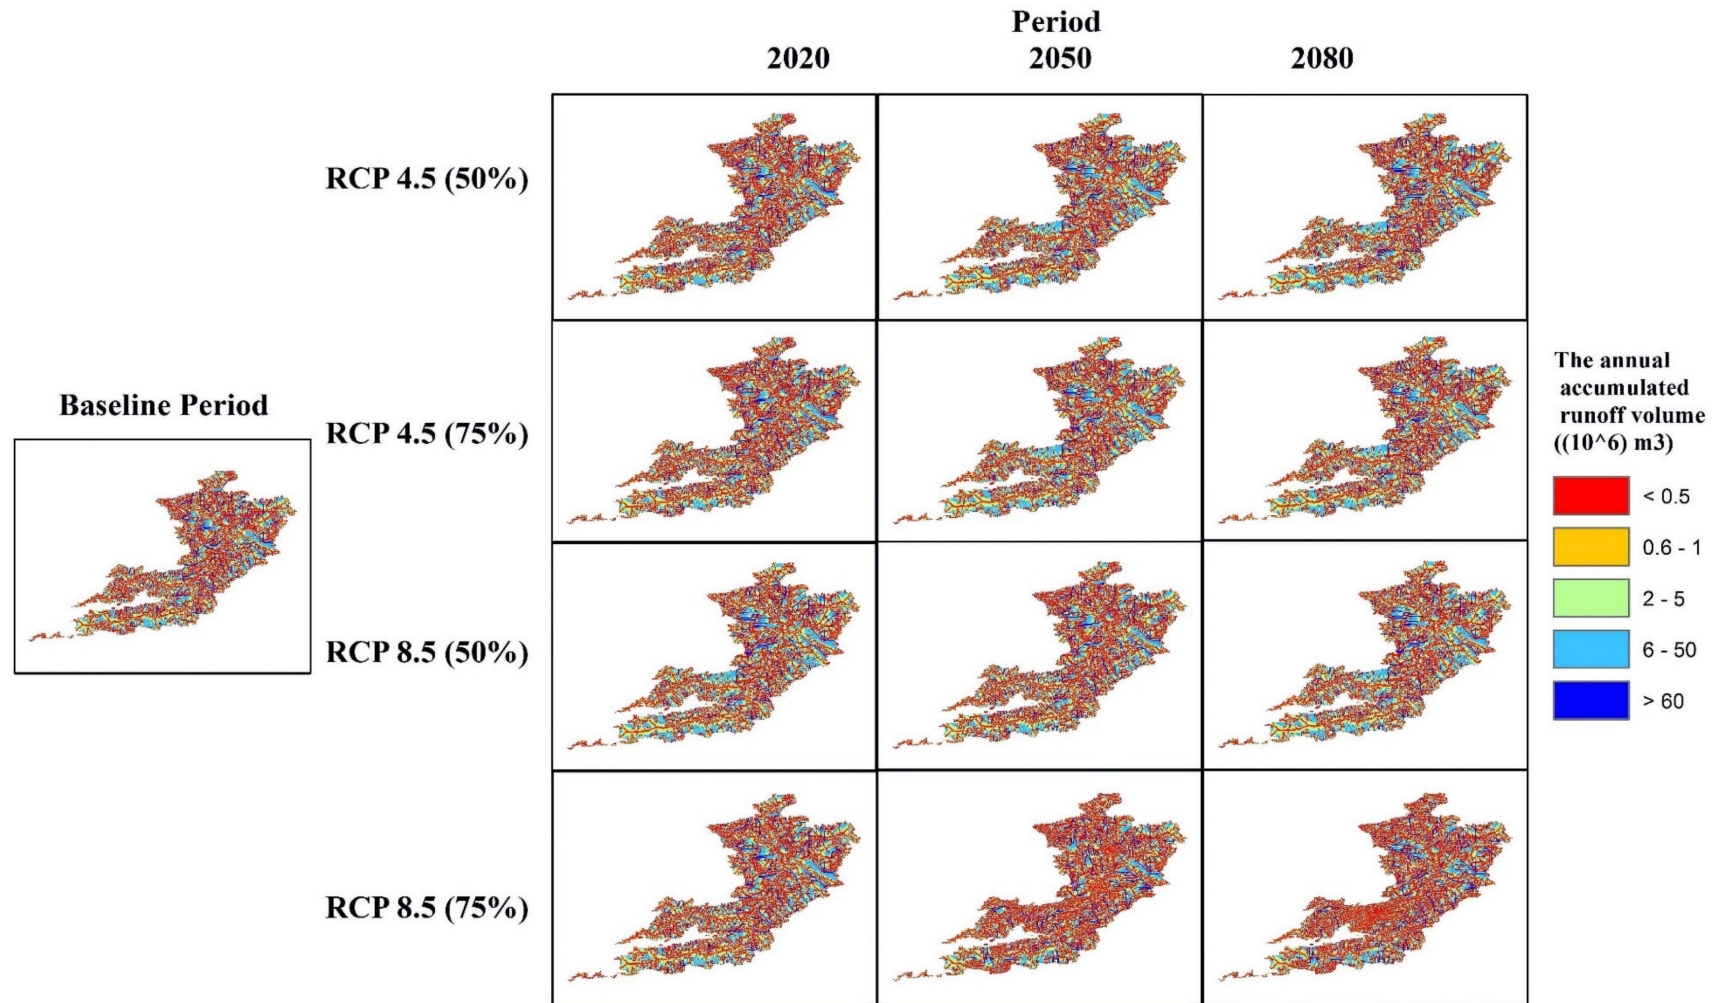 Period
2020 2050 2080
RCP 4.5 (50%)
RCP 4.5 (75%)
RCP 8.5 (50%)
RCP 8.5 (75%)
Baseline Period
The annual
accumulated
runoff volume
((10^6) m3)
< 0.5
0.6 - 1
2 - 5
6 - 50
> 60